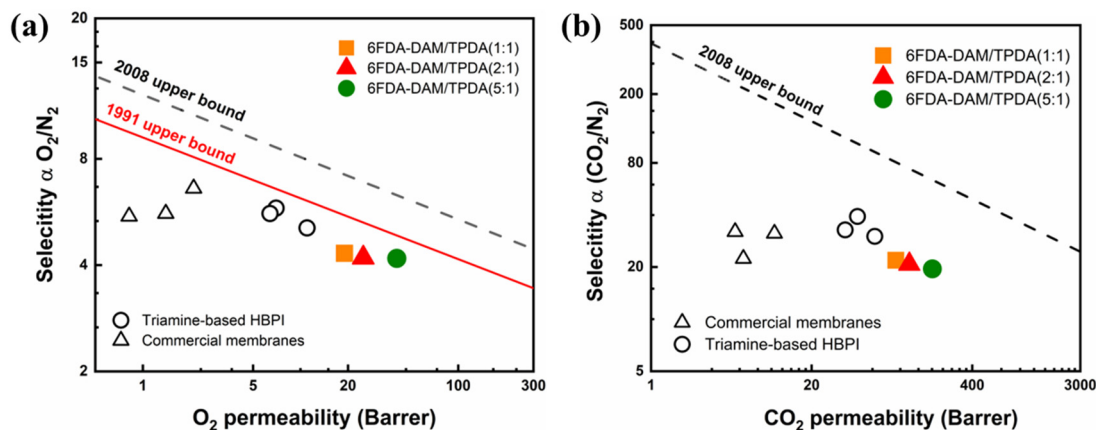 (a)
20
15
8
4
2
Selecitity α O2/N2
2008 upper bound
1991 upper bound
6FDA-DAM/TPDA(1:1)
6FDA-DAM/TPDA(2:1)
6FDA-DAM/TPDA(5:1)
Triamine-based HBPI
Commercial membranes
1 5 20 100 300
O2 permeability (Barrer)
(b)
500
200
80
20
5
Selecitity α (CO2/N2)
2008 upper bound
6FDA-DAM/TPDA(1:1)
6FDA-DAM/TPDA(2:1)
6FDA-DAM/TPDA(5:1)
Commercial membranes
Triamine-based HBPI
1 20 400 3000
CO2 permeability (Barrer)